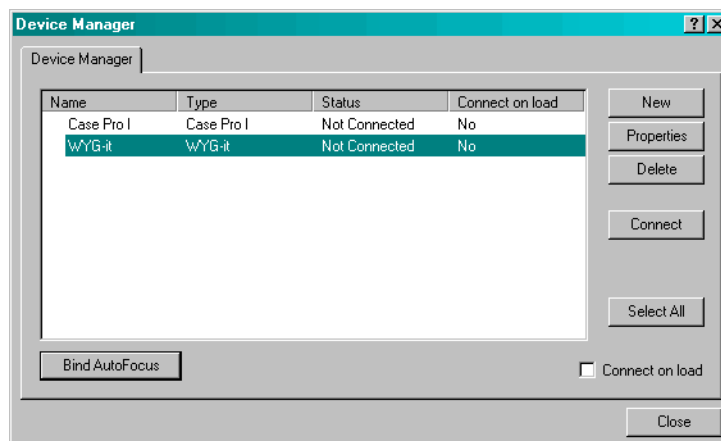 Device Manager
Device Manager
Name Type Status Connect on load
Case Pro I Case Pro I Not Connected No
WYG-it WYG-it Not Connected No
New
Properties
Delete
Connect
Select All
Bind AutoFocus
Connect on load
Close